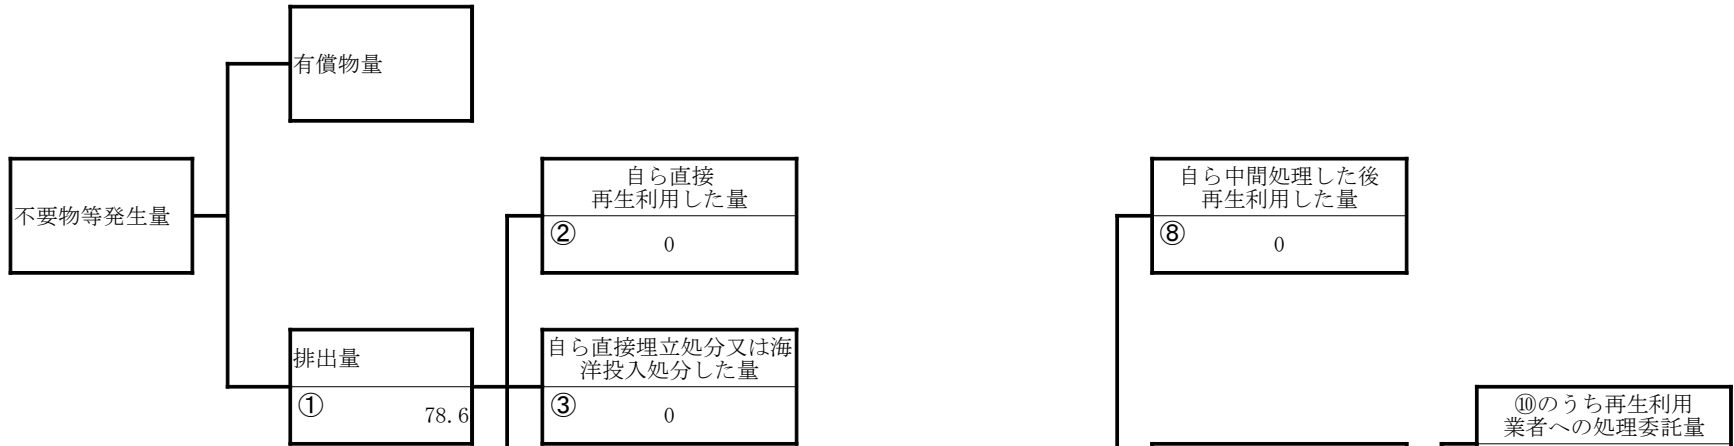 有償物量
不要物等発生量
自ら直接
再生利用した量
② 0
自ら中間処理した後
再生利用した量
⑧ 0
排出量
① 78.6
自ら直接埋立処分又は海
洋投入処分した量
③ 0
⑩のうち再生利用
業者への処理委託量